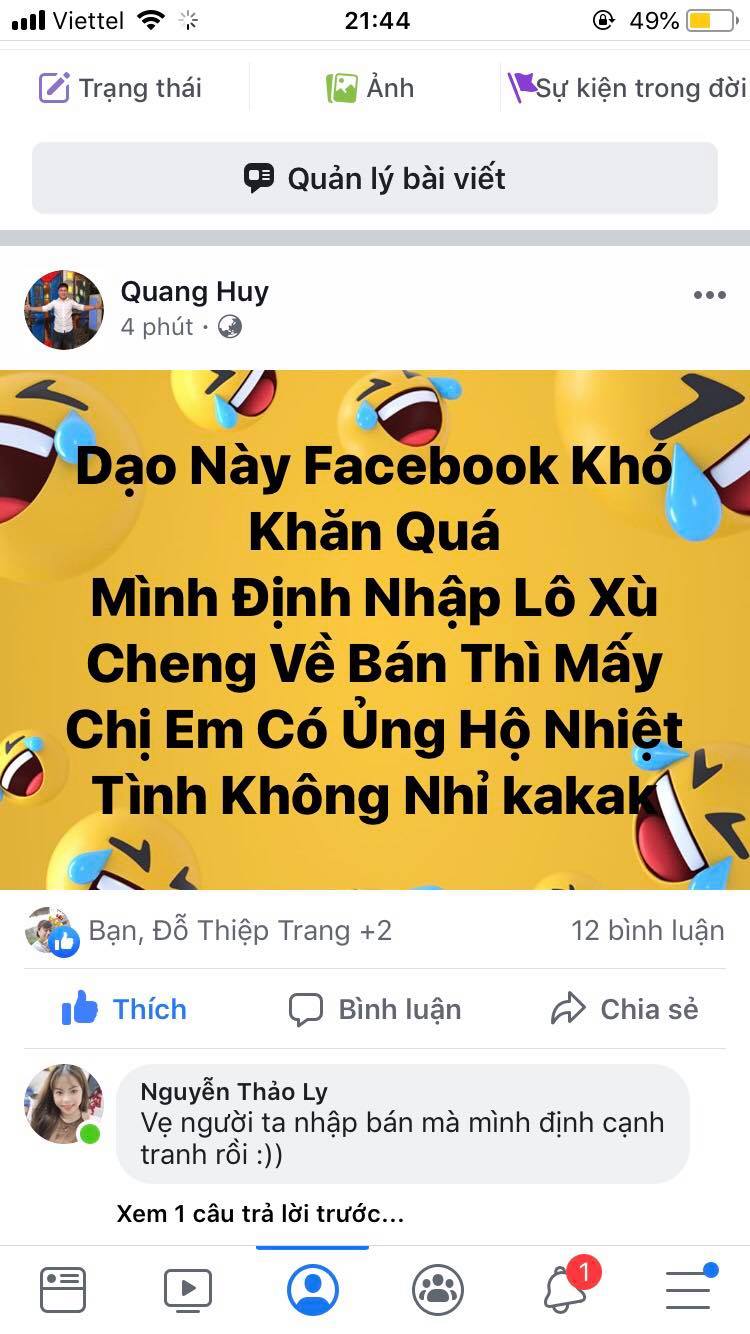 Viettel 21:44 49%
Trạng thái Ảnh Sự kiện trong đời
Quản lý bài viết
Quang Huy
4 phút ·
Dạo Này Facebook Khó
Khăn Quá
Mình Định Nhập Lô Xù
Cheng Về Bán Thì Mấy
Chị Em Có Ủng Hộ Nhiệt
Tình Không Nhỉ kakak
Bạn, Đỗ Thiệp Trang +2 12 bình luận
Thích Bình luận Chia sẻ
Nguyễn Thảo Ly
Vẹ người ta nhập bán mà mình định cạnh
tranh rồi :))
Xem 1 câu trả lời trước...
1